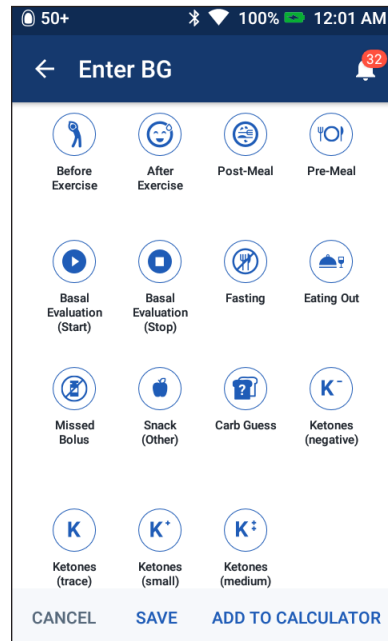 50+ 100% 12:01 AM
Enter BG 32
Before Exercise
After Exercise
Post-Meal
Pre-Meal
Basal Evaluation (Start)
Basal Evaluation (Stop)
Fasting
Eating Out
Missed Bolus
Snack (Other)
? Carb Guess
K- Ketones (negative)
K Ketones (trace)
K+ Ketones (small)
K‡ Ketones (medium)
CANCEL SAVE ADD TO CALCULATOR